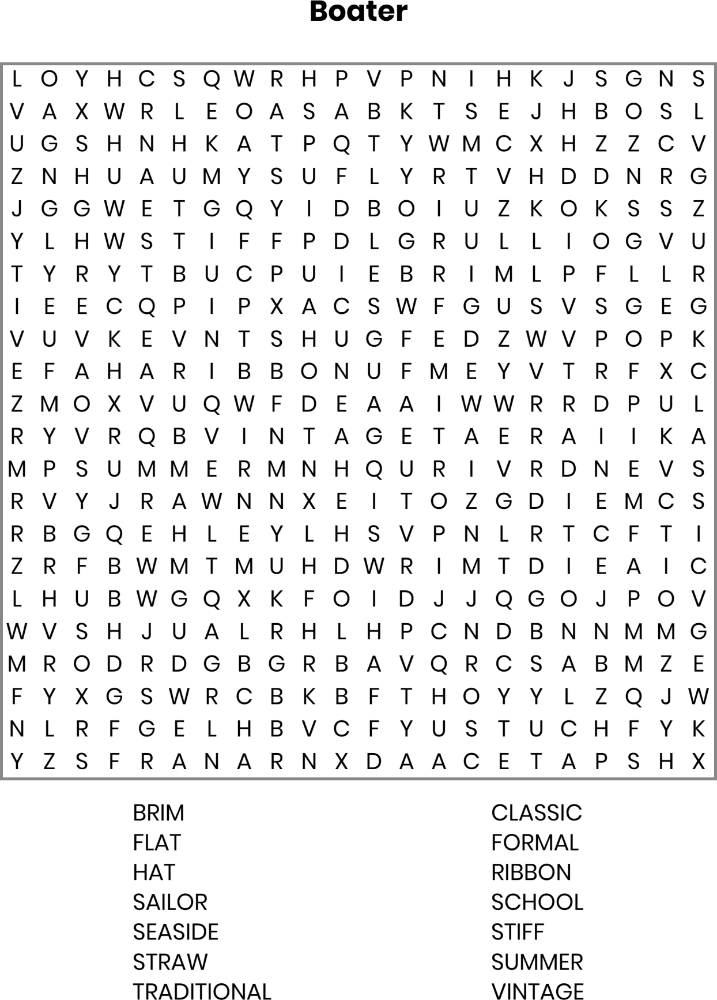 Boater
L O Y H C S Q W R H P V P N I H K J S G N S
V A X W R L E O A S A B K T S E J H B O S L
U G S H N H K A T P Q T Y W M C X H Z Z C V
Z N H U A U M Y S U F L Y R T V H D D N R G
J G G W E T G Q Y I D B O I U Z K O K S S Z
Y L H W S T I F F P D L G R U L L I O G V U
T Y R Y T B U C P U I E B R I M L P F L L R
I E E C Q P I P X A C S W F G U S V S G E G
V U V K E V N T S H U G F E D Z W V P O P K
E F A H A R I B B O N U F M E Y V T R F X C
Z M O X V U Q W F D E A A I W W R R D P U L
R Y V R Q B V I N T A G E T A E R A I I K A
M P S U M M E R M N H Q U R I V R D N E V S
R V Y J R A W N N X E I T O Z G D I E M C S
R B G Q E H L E Y L H S V P N L R T C F T I
Z R F B W M T M U H D W R I M T D I E A I C
L H U B W G Q X K F O I D J J Q G O J P O V
W V S H J U A L R H L H P C N D B N N M M G
M R O D R D G B G R B A V Q R C S A B M Z E
F Y X G S W R C B K B F T H O Y Y L Z Q J W
N L R F G E L H B V C F Y U S T U C H F Y K
Y Z S F R A N A R N X D A A C E T A P S H X
BRIM CLASSIC
FLAT FORMAL
HAT RIBBON
SAILOR SCHOOL
SEASIDE STIFF
STRAW SUMMER
TRADITIONAL VINTAGE